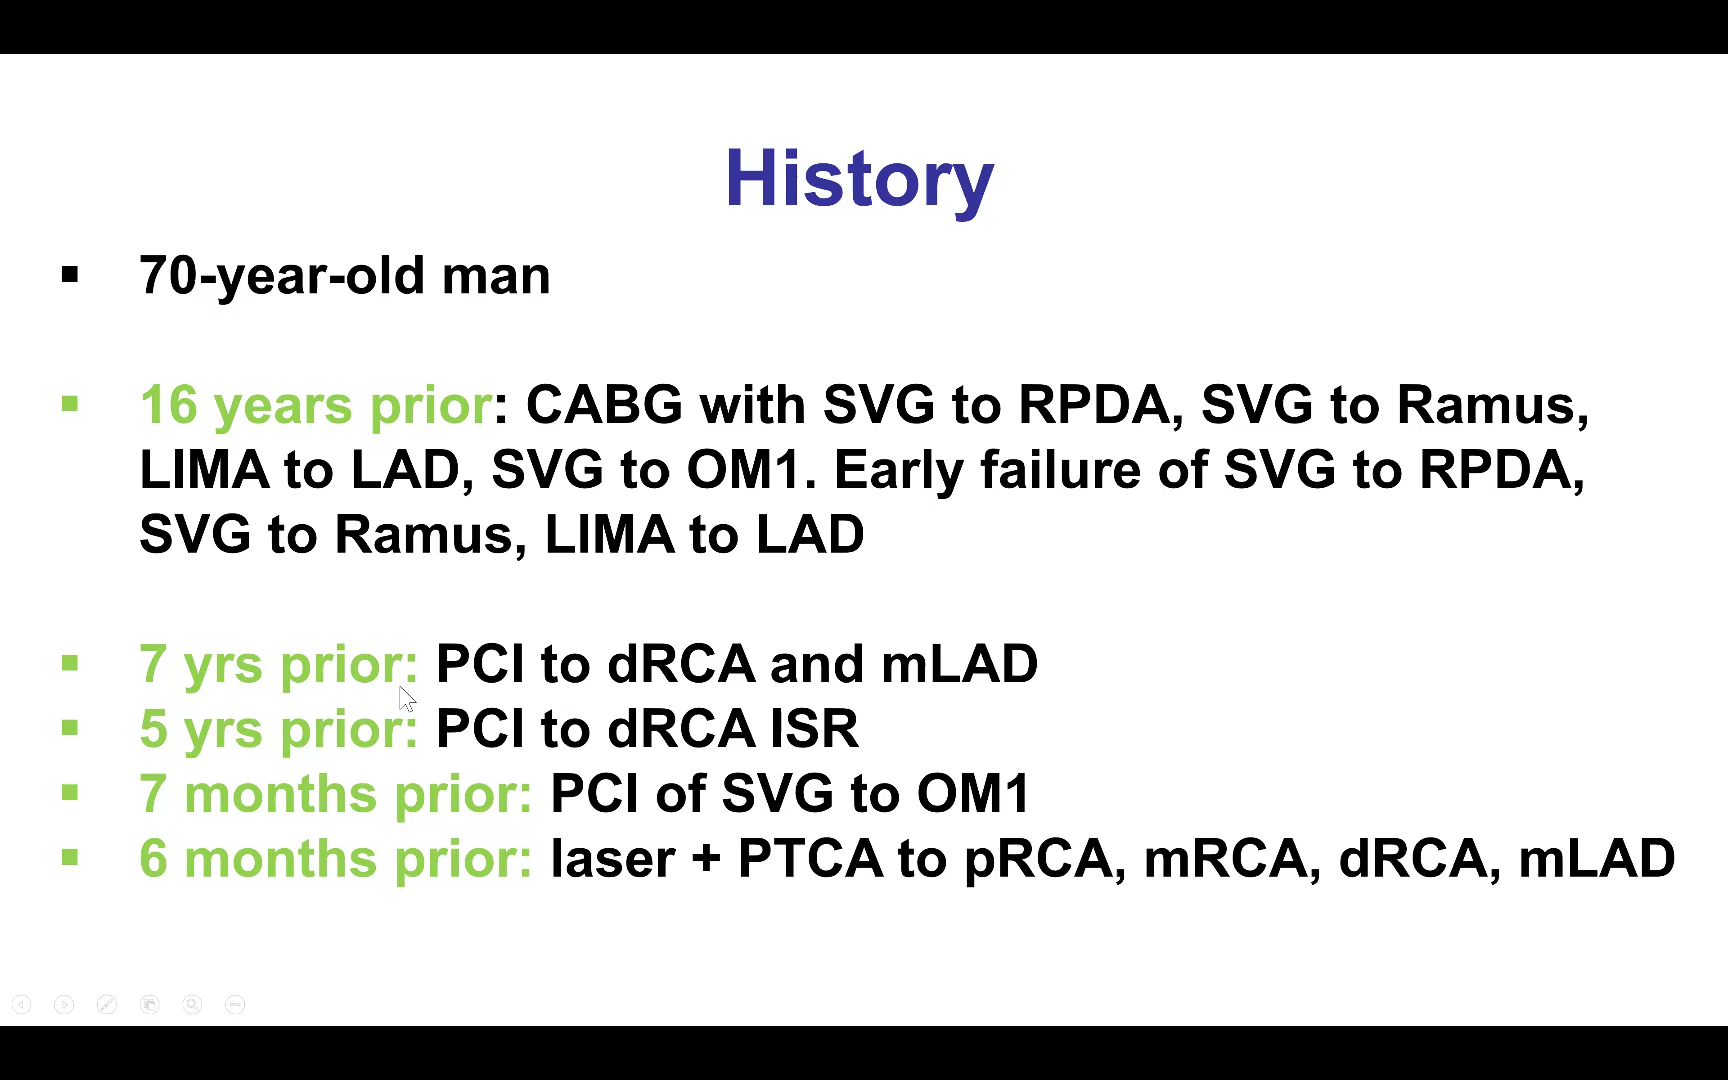 History
70-year-old man
16 years prior: CABG with SVG to RPDA, SVG to Ramus,
LIMA to LAD, SVG to OM1. Early failure of SVG to RPDA,
SVG to Ramus, LIMA to LAD
7 yrs prior: PCI to dRCA and mLAD
5 yrs prior: PCI to dRCA ISR
7 months prior: PCI of SVG to OM1
6 months prior: laser + PTCA to pRCA, mRCA, dRCA, mLAD